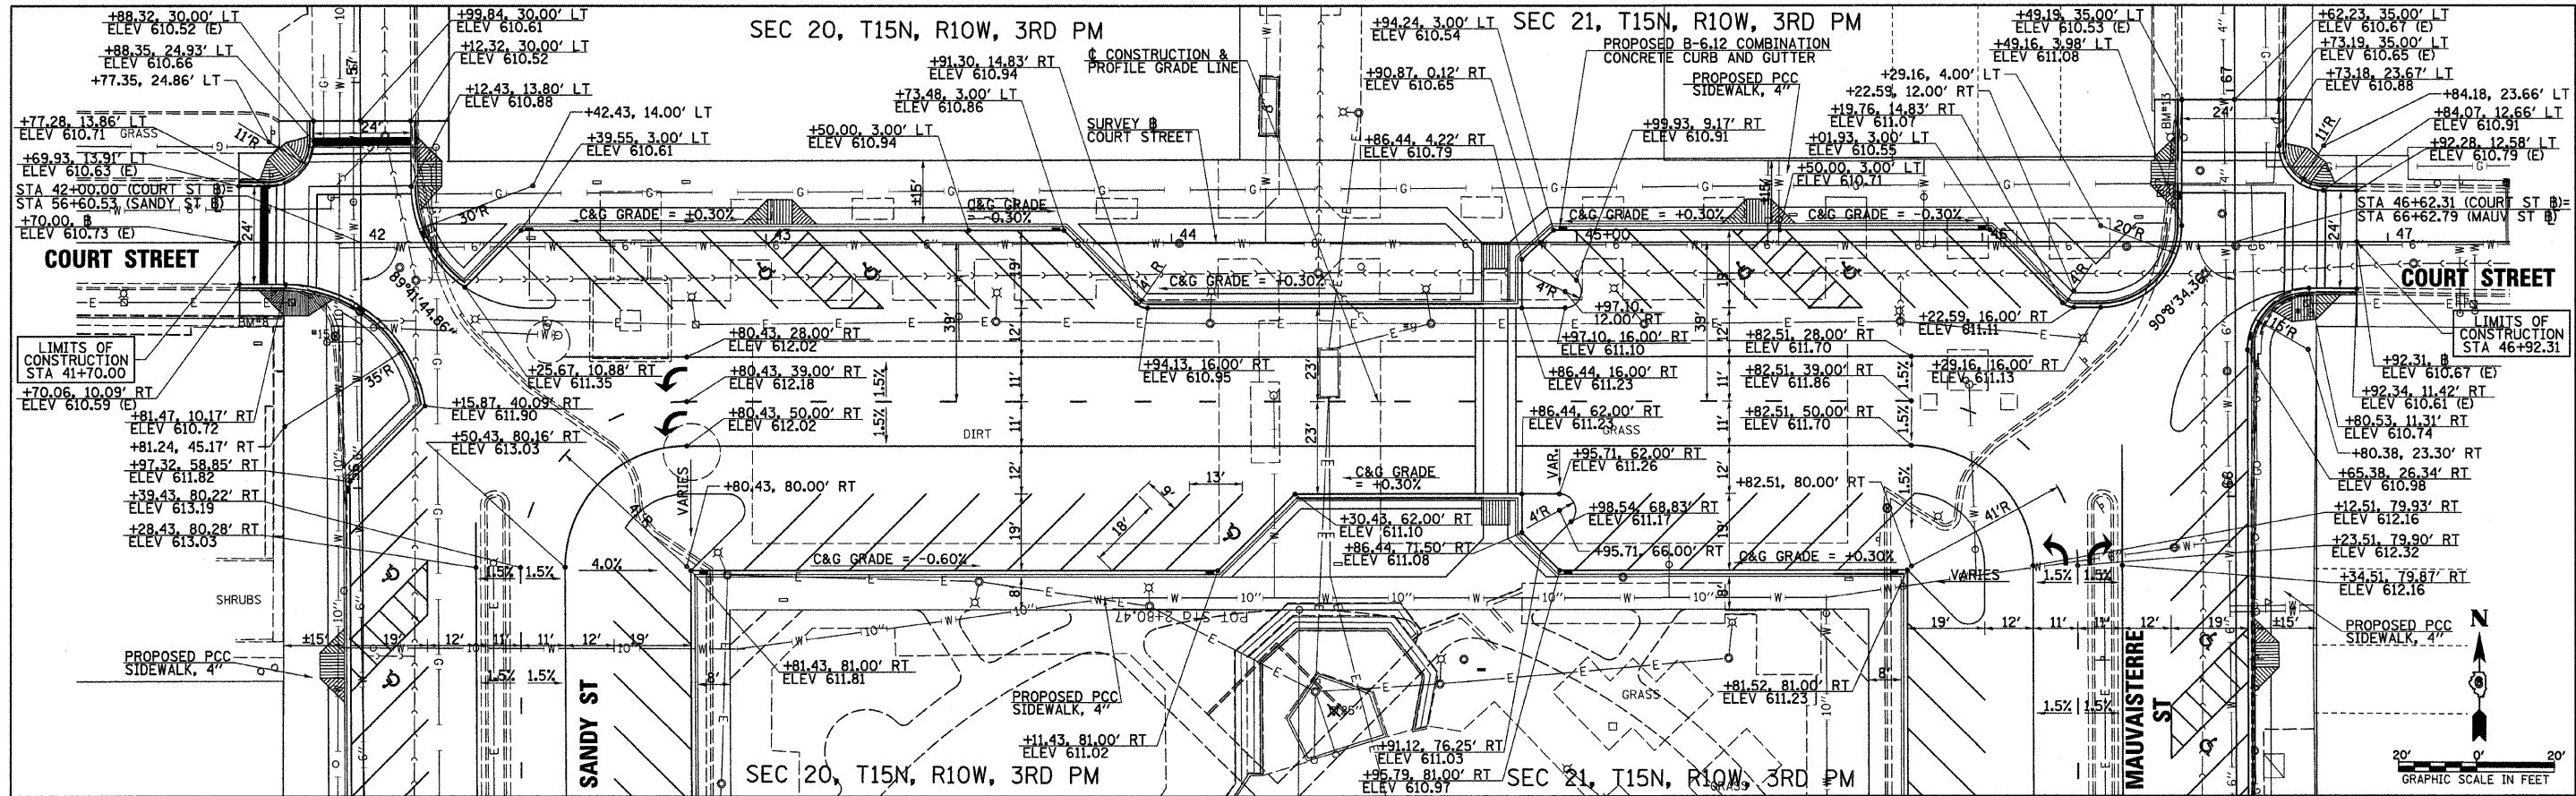 +88.32, 30.00' LT
ELEV 610.52 (E)
+88.35, 24.93' LT
ELEV 610.66
+77.35, 24.86' LT
+77.28, 13.86' LT
ELEV 610.71
GRASS
+69.93, 13.91' LT
ELEV 610.63 (E)
STA 42+00.00 (COURT ST ℄)=
STA 56+60.53 (SANDY ST ℄)
+70.00, ℄
ELEV 610.73 (E)
COURT STREET
LIMITS OF
CONSTRUCTION
STA 41+70.00
+70.06, 10.09' RT
ELEV 610.59 (E)
+81.47, 10.17' RT
ELEV 610.72
+81.24, 45.17' RT
+97.32, 58.85' RT
ELEV 611.82
+39.43, 80.22' RT
ELEV 613.19
+28.43, 80.28' RT
ELEV 613.03
SHRUBS
PROPOSED PCC
SIDEWALK, 4"
+99.84, 30.00' LT
ELEV 610.61
+12.32, 30.00' LT
ELEV 610.52
+12.43, 13.80' LT
ELEV 610.88
+42.43, 14.00' LT
+39.55, 3.00' LT
ELEV 610.61
SEC 20, T15N, R10W, 3RD PM
₵ CONSTRUCTION &
PROFILE GRADE LINE
+91.30, 14.83' RT
ELEV 610.94
+73.48, 3.00' LT
ELEV 610.86
+50.00, 3.00' LT
ELEV 610.94
SURVEY ℄
COURT STREET
+94.24, 3.00' LT
ELEV 610.54
+90.87, 0.12' RT
ELEV 610.65
+86.44, 4.22' RT
ELEV 610.79
SEC 21, T15N, R10W, 3RD PM
PROPOSED B-6.12 COMBINATION
CONCRETE CURB AND GUTTER
PROPOSED PCC
SIDEWALK, 4"
+99.93, 9.17' RT
ELEV 610.91
+49.19, 35.00' LT
ELEV 610.53 (E)
+49.16, 3.98' LT
ELEV 611.08
+29.16, 4.00' LT
+22.59, 12.00' RT
+19.76, 14.83' RT
ELEV 611.07
+01.93, 3.00' LT
ELEV 610.55
+50.00, 3.00' LT
ELEV 610.71
BM#13
+62.23, 35.00' LT
ELEV 610.67 (E)
+73.19, 35.00' LT
ELEV 610.65 (E)
+73.18, 23.67' LT
ELEV 610.88
+84.18, 23.66' LT
+84.07, 12.66' LT
ELEV 610.91
+92.28, 12.58' LT
ELEV 610.79 (E)
STA 46+62.31 (COURT ST ℄)=
STA 66+62.79 (MAUV ST ℄)
COURT STREET
LIMITS OF
CONSTRUCTION
STA 46+92.31
+92.31, ℄
ELEV 610.67 (E)
+92.34, 11.42' RT
ELEV 610.61 (E)
+80.53, 11.31' RT
ELEV 610.74
+80.38, 23.30' RT
+65.38, 26.34' RT
ELEV 610.98
+12.51, 79.93' RT
ELEV 612.16
+23.51, 79.90' RT
ELEV 612.32
+34.51, 79.87' RT
ELEV 612.16
PROPOSED PCC
SIDEWALK, 4"
C&G GRADE = +0.30%
C&G GRADE
= -0.30%
C&G GRADE = +0.30%
C&G GRADE = +0.30%
C&G GRADE = -0.30%
42
43
44
45+00
46
47
89°41'44.86"
90°8'34.36"
+25.67, 10.88' RT
ELEV 611.35
+15.87, 40.09' RT
ELEV 611.90
+50.43, 80.16' RT
ELEV 613.03
+80.43, 28.00' RT
ELEV 612.02
+80.43, 39.00' RT
ELEV 612.18
+80.43, 50.00' RT
ELEV 612.02
+80.43, 80.00' RT
DIRT
+94.13, 16.00' RT
ELEV 610.95
+97.10,
12.00' RT
+97.10, 16.00' RT
ELEV 611.10
+86.44, 16.00' RT
ELEV 611.23
+82.51, 28.00' RT
ELEV 611.70
+82.51, 39.00' RT
ELEV 611.86
+82.51, 50.00' RT
ELEV 611.70
+22.59, 16.00' RT
ELEV 611.11
+29.16, 16.00' RT
ELEV 611.13
+86.44, 62.00' RT
ELEV 611.23
GRASS
+95.71, 62.00' RT
ELEV 611.26
+82.51, 80.00' RT
C&G GRADE
= +0.30%
+30.43, 62.00' RT
ELEV 611.10
+86.44, 71.50' RT
ELEV 611.08
+98.54, 68.83' RT
ELEV 611.17
+95.71, 66.00' RT
C&G GRADE = -0.60%
C&G GRADE = +0.30%
VARIES
VARIES
VAR.
POT Sta 2+80.47
+81.43, 81.00' RT
ELEV 611.81
PROPOSED PCC
SIDEWALK, 4"
+11.43, 81.00' RT
ELEV 611.02
+91.12, 76.25' RT
ELEV 611.03
+95.79, 81.00' RT
ELEV 610.97
+81.52, 81.00' RT
ELEV 611.23
GRASS
GRASS
SANDY ST
MAUVAISTERRE
ST
SEC 20, T15N, R10W, 3RD PM
SEC 21, T15N, R10W, 3RD PM
N
20' 0' 20'
GRAPHIC SCALE IN FEET